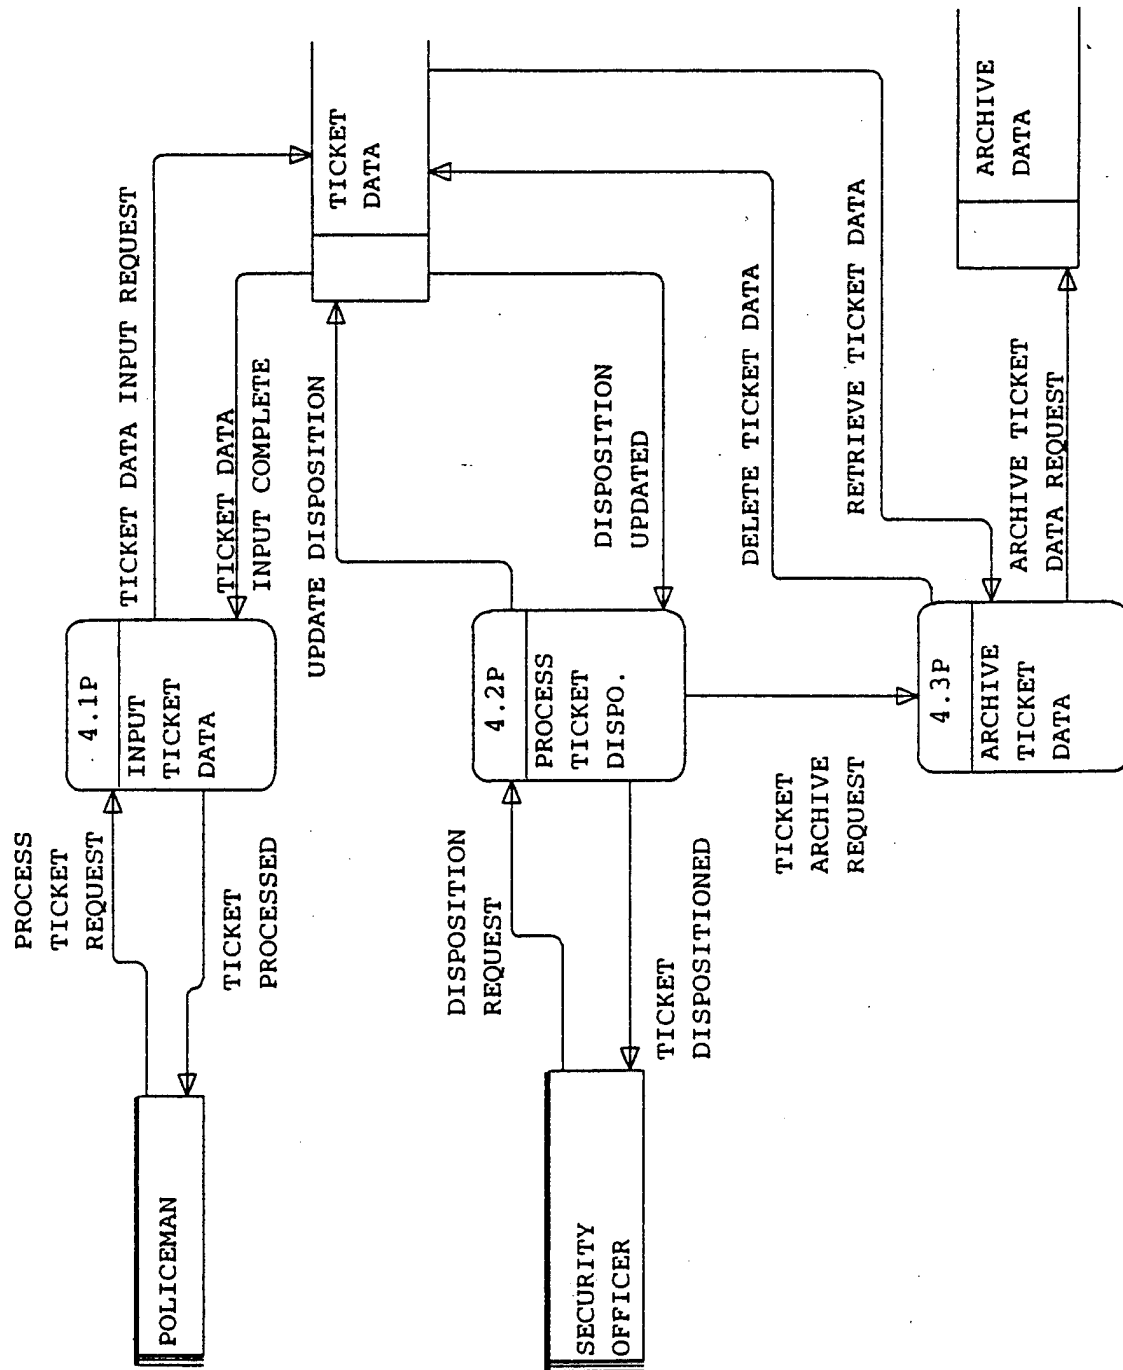 PROCESS
TICKET
REQUEST
4.1P
INPUT
TICKET
DATA
TICKET DATA INPUT REQUEST
TICKET DATA
INPUT COMPLETE
TICKET
PROCESSED
POLICEMAN
TICKET
DATA
UPDATE DISPOSITION
DISPOSITION
REQUEST
4.2P
PROCESS
TICKET
DISPO.
DISPOSITION
UPDATED
TICKET
DISPOSITIONED
SECURITY
OFFICER
TICKET
ARCHIVE
REQUEST
DELETE TICKET DATA
RETRIEVE TICKET DATA
4.3P
ARCHIVE
TICKET
DATA
ARCHIVE TICKET
DATA REQUEST
ARCHIVE
DATA